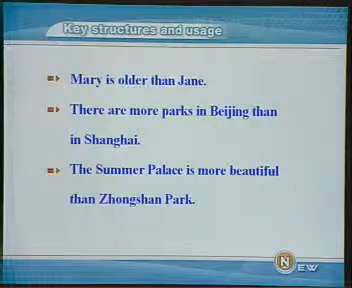 Key structures and usage
Mary is older than Jane.
There are more parks in Beijing than
in Shanghai.
The Summer Palace is more beautiful
than Zhongshan Park.
NEW